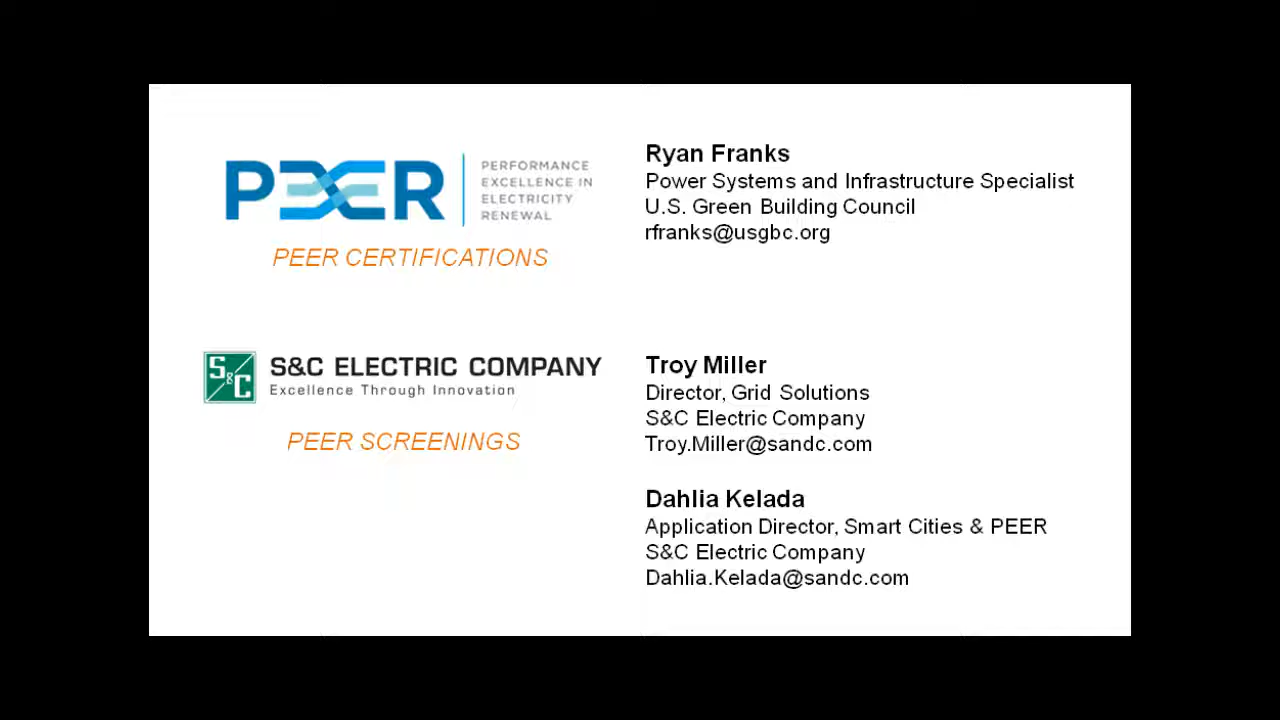 PEER
PERFORMANCE
EXCELLENCE IN
ELECTRICITY
RENEWAL
PEER CERTIFICATIONS
Ryan Franks
Power Systems and Infrastructure Specialist
U.S. Green Building Council
rfranks@usgbc.org
S&C
S&C ELECTRIC COMPANY
Excellence Through Innovation
PEER SCREENINGS
Troy Miller
Director, Grid Solutions
S&C Electric Company
Troy.Miller@sandc.com
Dahlia Kelada
Application Director, Smart Cities & PEER
S&C Electric Company
Dahlia.Kelada@sandc.com